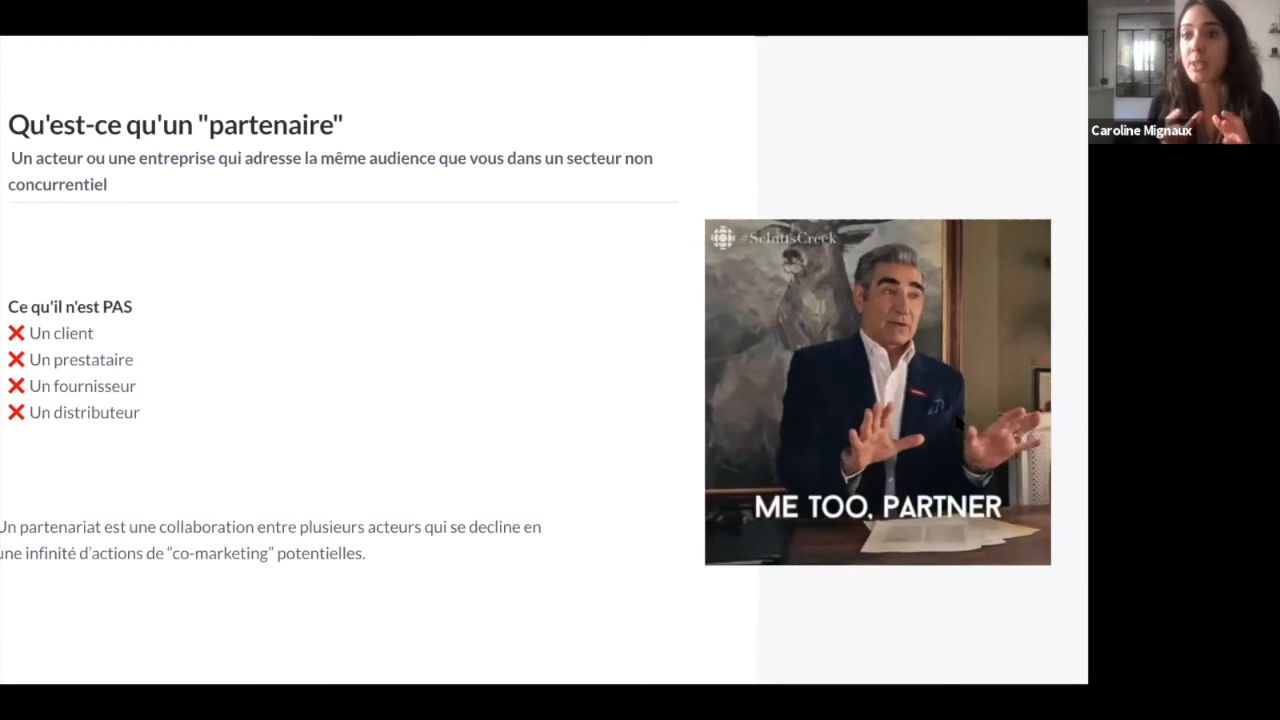 Qu'est-ce qu'un "partenaire"
Un acteur ou une entreprise qui adresse la même audience que vous dans un secteur non
concurrentiel
Ce qu'il n'est PAS
❌ Un client
❌ Un prestataire
❌ Un fournisseur
❌ Un distributeur
Un partenariat est une collaboration entre plusieurs acteurs qui se decline en
une infinité d'actions de “co-marketing” potentielles.
#SchittsCreek
ME TOO, PARTNER
Caroline Mignaux